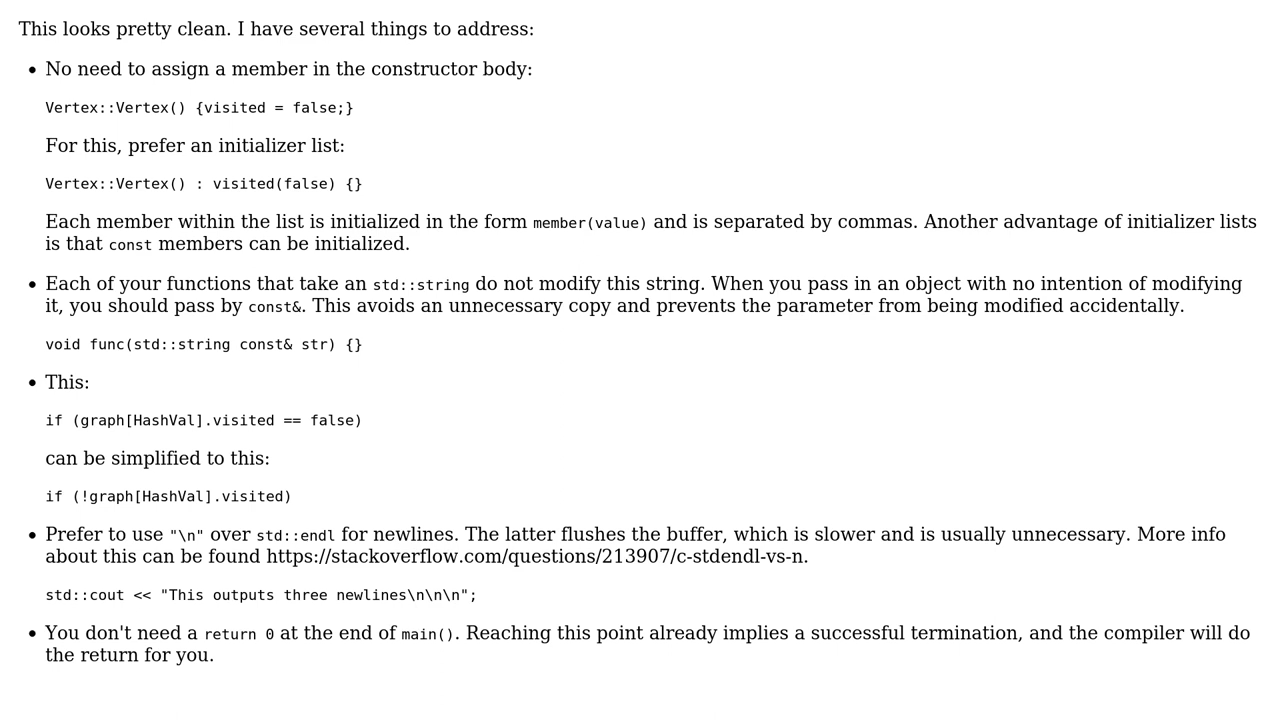 This looks pretty clean. I have several things to address:
• No need to assign a member in the constructor body:
Vertex::Vertex() {visited = false;}
For this, prefer an initializer list:
Vertex::Vertex() : visited(false) {}
Each member within the list is initialized in the form member(value) and is separated by commas. Another advantage of initializer lists
is that const members can be initialized.
• Each of your functions that take an std::string do not modify this string. When you pass in an object with no intention of modifying
it, you should pass by const&. This avoids an unnecessary copy and prevents the parameter from being modified accidentally.
void func(std::string const& str) {}
• This:
if (graph[HashVal].visited == false)
can be simplified to this:
if (!graph[HashVal].visited)
• Prefer to use "\n" over std::endl for newlines. The latter flushes the buffer, which is slower and is usually unnecessary. More info
about this can be found https://stackoverflow.com/questions/213907/c-stdendl-vs-n.
std::cout << "This outputs three newlines\n\n\n";
• You don't need a return 0 at the end of main(). Reaching this point already implies a successful termination, and the compiler will do
the return for you.